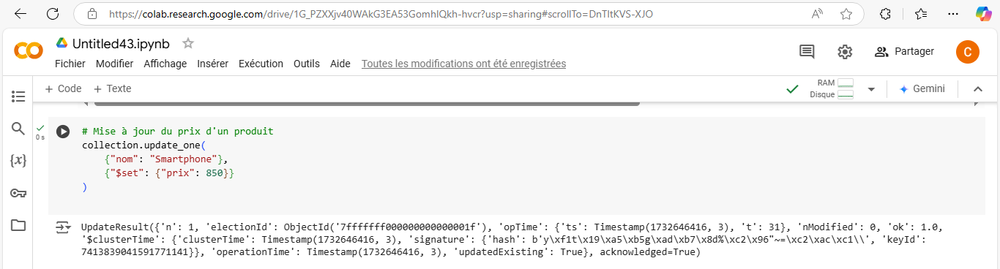 https://colab.research.google.com/drive/1G_PZXXjv40WAkG3EA53GomhlQkh-hvcr?usp=sharing#scrollTo=DnTltKVS-XJO
Untitled43.ipynb
Fichier Modifier Affichage Insérer Exécution Outils Aide Toutes les modifications ont été enregistrées
Partager
C
+ Code + Texte
RAM
Disque
Gemini
0 s
# Mise à jour du prix d'un produit
collection.update_one(
{"nom": "Smartphone"},
{"$set": {"prix": 850}}
)
{x}
UpdateResult({'n': 1, 'electionId': ObjectId('7fffffff000000000000001f'), 'opTime': {'ts': Timestamp(1732646416, 3), 't': 31}, 'nModified': 0, 'ok': 1.0,
'$clusterTime': {'clusterTime': Timestamp(1732646416, 3), 'signature': {'hash': b'y\xf1t\x19\xa5\xb5g\xad\xb7\x8d%\xc2\x96"~=\xc2\xac\xc1\\', 'keyId':
7413839041591771141}}, 'operationTime': Timestamp(1732646416, 3), 'updatedExisting': True}, acknowledged=True)